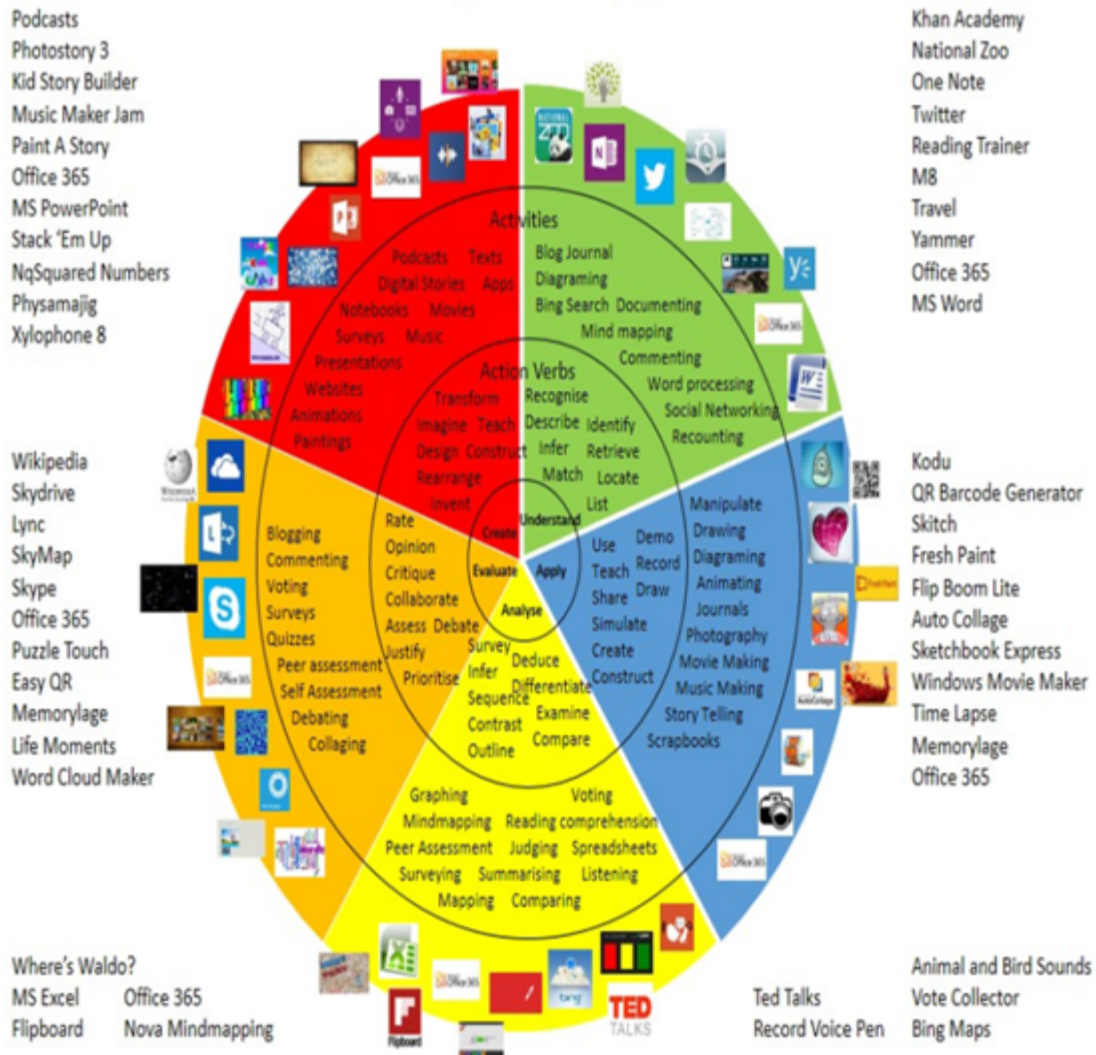 Podcasts
Photostory 3
Kid Story Builder
Music Maker Jam
Paint A Story
Office 365
MS PowerPoint
Stack 'Em Up
NqSquared Numbers
Physamajig
Xylophone 8
Khan Academy
National Zoo
One Note
Twitter
Reading Trainer
M8
Travel
Yammer
Office 365
MS Word
Activities
Podcasts Texts
Digital Stories Apps
Notebooks Movies
Surveys Music
Presentations
Websites
Animations
Paintings
Blog Journal
Diagraming
Bing Search Documenting
Mind mapping
Commenting
Word processing
Social Networking
Recounting
Action Verbs
Transform
Imagine Teach
Design Construct
Rearrange
Invent
Create
Recognise
Describe Identify
Infer Retrieve
Match Locate
List
Understand
Wikipedia
Skydrive
Lync
SkyMap
Skype
Office 365
Puzzle Touch
Easy QR
Memorylage
Life Moments
Word Cloud Maker
Blogging
Commenting
Voting
Surveys
Quizzes
Peer assessment
Self Assessment
Debating
Collaging
Rate
Opinion
Critique
Collaborate
Assess Debate
Justify
Prioritise
Evaluate
Apply
Use Demo
Teach Record
Share Draw
Simulate
Create
Construct
Manipulate
Drawing
Diagraming
Animating
Journals
Photography
Movie Making
Music Making
Story Telling
Scrapbooks
Kodu
QR Barcode Generator
Skitch
Fresh Paint
Flip Boom Lite
Auto Collage
Sketchbook Express
Windows Movie Maker
Time Lapse
Memorylage
Office 365
Analyse
Survey
Infer Deduce
Sequence Differentiate
Contrast Examine
Outline Compare
Graphing Voting
Mindmapping Reading comprehension
Peer Assessment Judging Spreadsheets
Surveying Summarising Listening
Mapping Comparing
Where's Waldo?
MS Excel Office 365
Flipboard Nova Mindmapping
Flipboard
bing
TED
TALKS
Ted Talks
Record Voice Pen
Animal and Bird Sounds
Vote Collector
Bing Maps